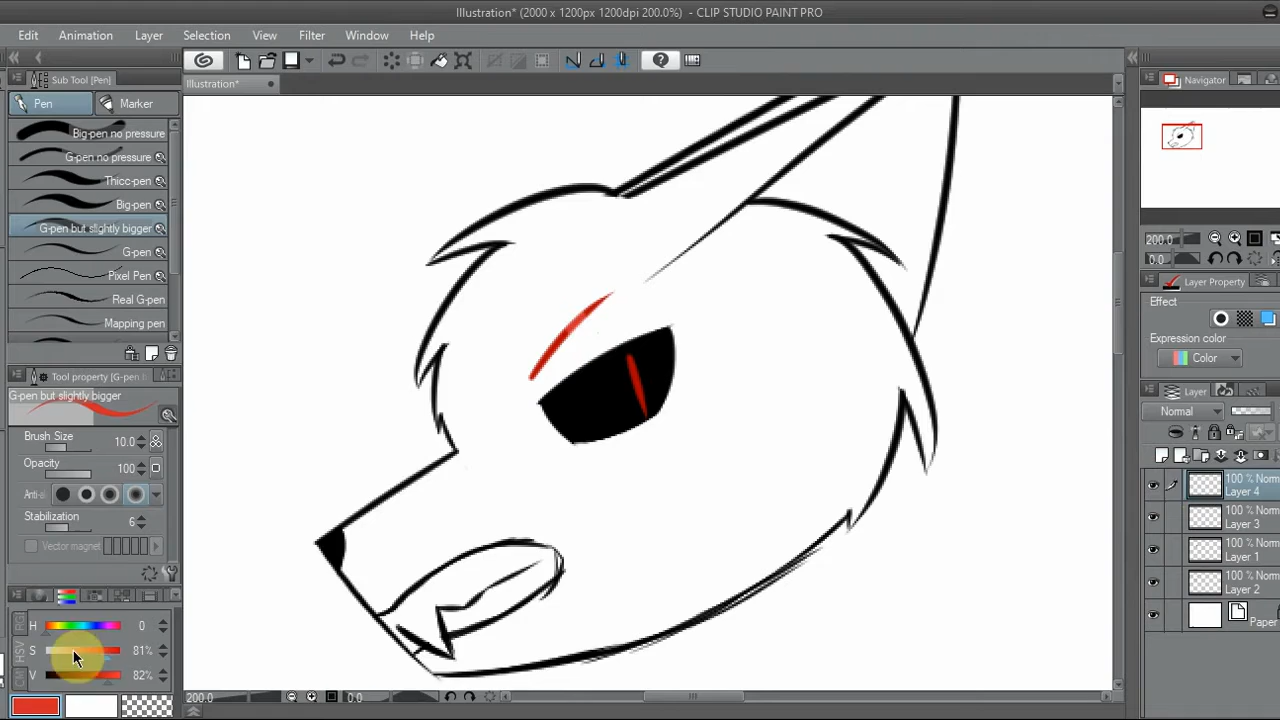 Illustration* (2000 x 1200px 1200dpi 200.0%) - CLIP STUDIO PAINT PRO
Edit Animation Layer Selection View Filter Window Help
Sub Tool [Pen]
Illustration*
Navigator
Pen Marker
Big-pen no pressure
G-pen no pressure
Thicc-pen
Big-pen
G-pen but slightly bigger
G-pen
Pixel Pen
Real G-pen
Mapping pen
Tool property [G-pen b
G-pen but slightly bigger
Brush Size 10.0
Opacity 100
Anti-al
Stabilization 6
Vector magnet
H 0
S 81%
V 82%
HSV
200.0 0.0
200.0
0.0
Layer Property
Effect
Expression color
Color
Layer
Normal
100 % Norm
Layer 4
100 % Norm
Layer 3
100 % Norm
Layer 1
100 % Norm
Layer 2
Paper